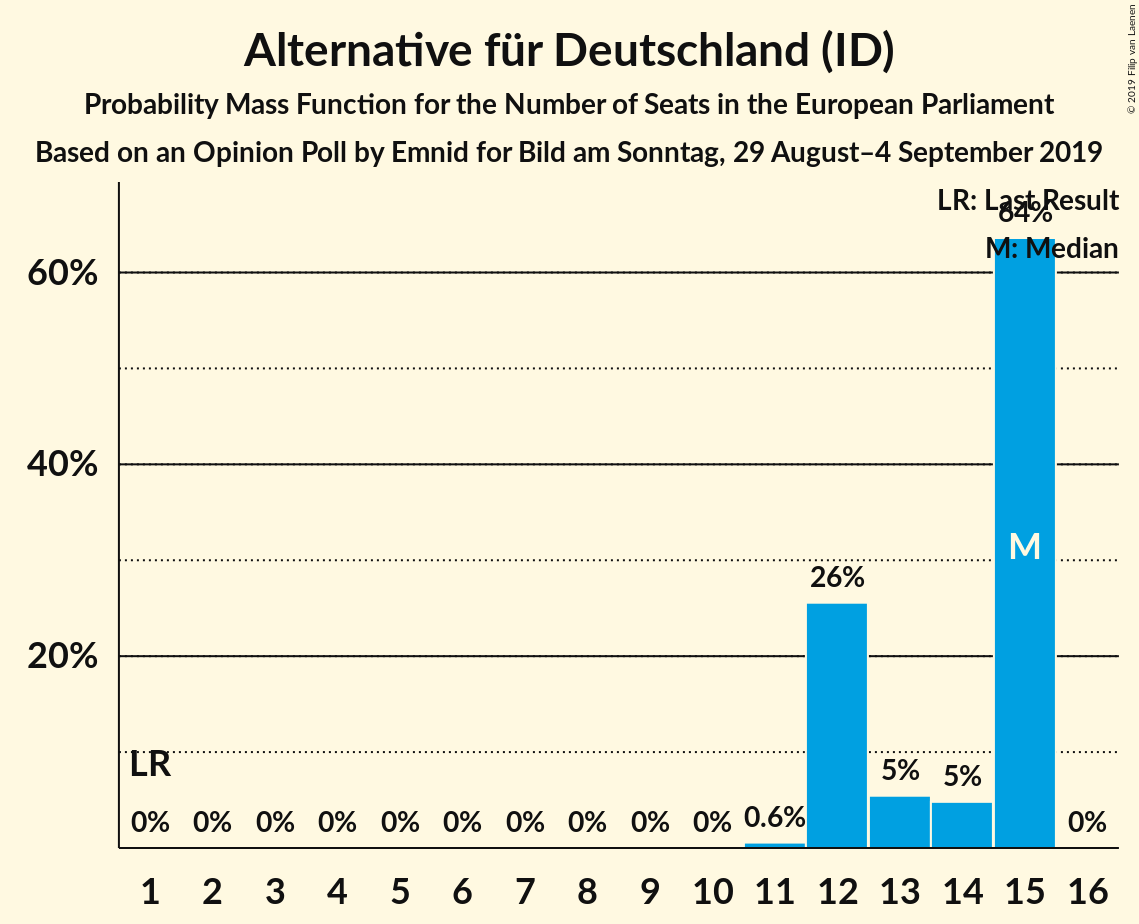 Alternative für Deutschland (ID)
Probability Mass Function for the Number of Seats in the European Parliament
Based on an Opinion Poll by Emnid for Bild am Sonntag, 29 August–4 September 2019
© 2019 Filip van Laenen
LR: Last Result
M: Median
64%
60%
40%
20%
M
26%
LR
5%
5%
0% 0% 0% 0% 0% 0% 0% 0% 0% 0% 0.6% 0%
1 2 3 4 5 6 7 8 9 10 11 12 13 14 15 16